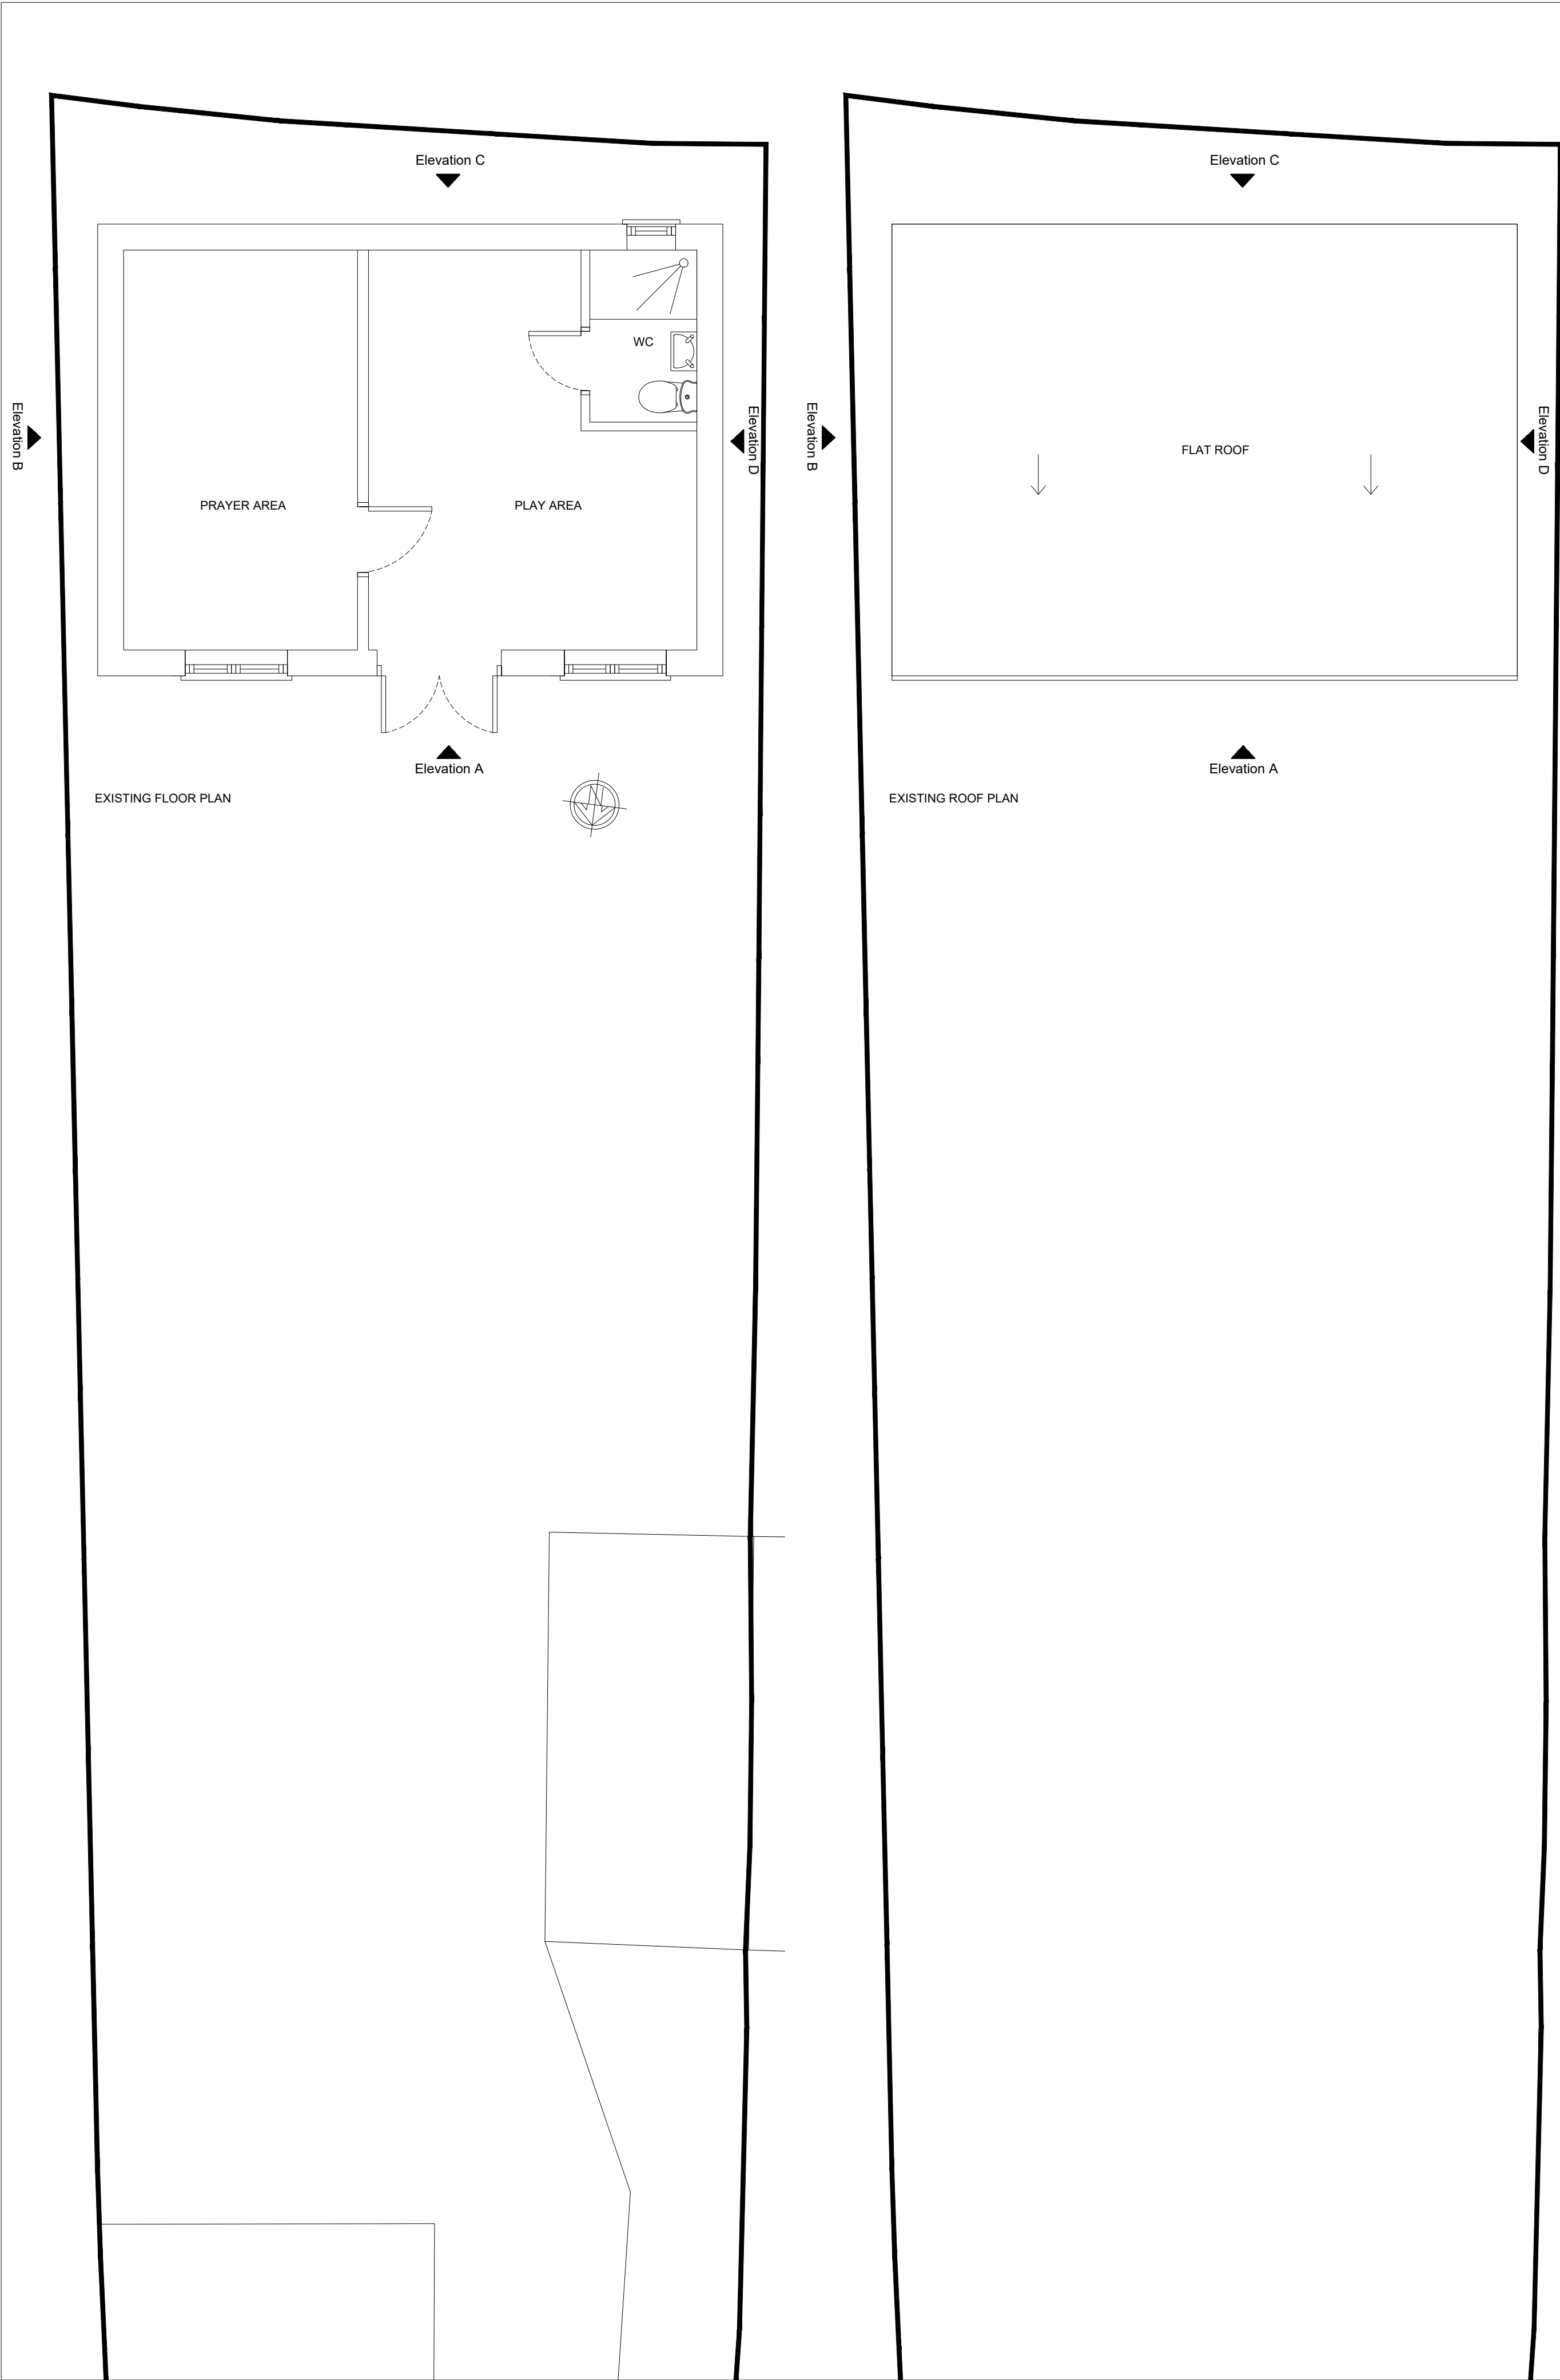 Elevation C
Elevation B
WC
PRAYER AREA
PLAY AREA
Elevation D
Elevation A
EXISTING FLOOR PLAN
N
Elevation C
Elevation B
FLAT ROOF
Elevation D
Elevation A
EXISTING ROOF PLAN